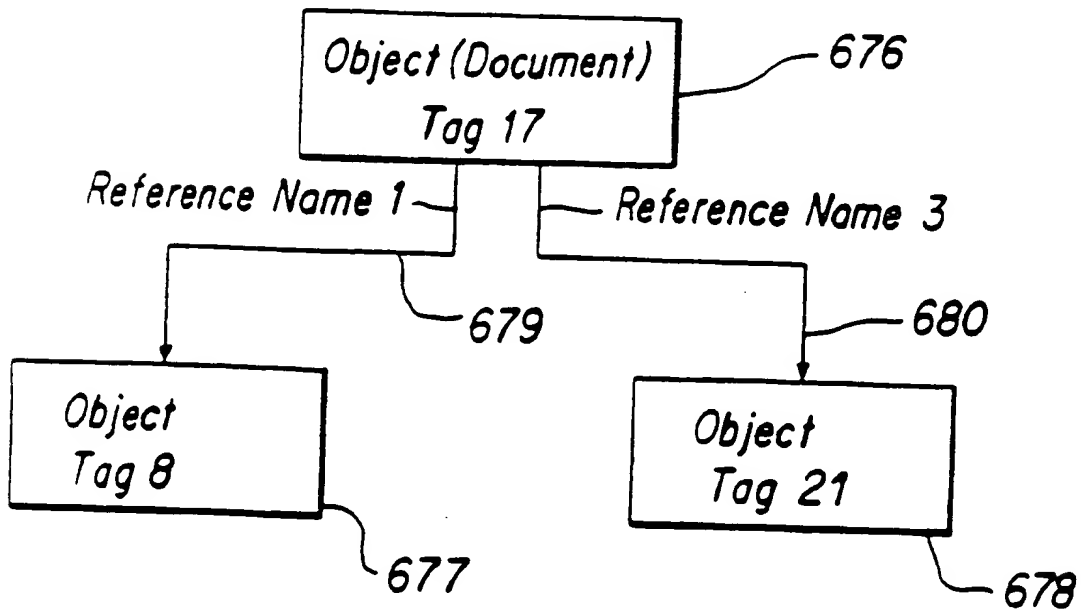 Object (Document)
Tag 17
676
Reference Name 1
Reference Name 3
679
680
Object
Tag 8
Object
Tag 21
677
678